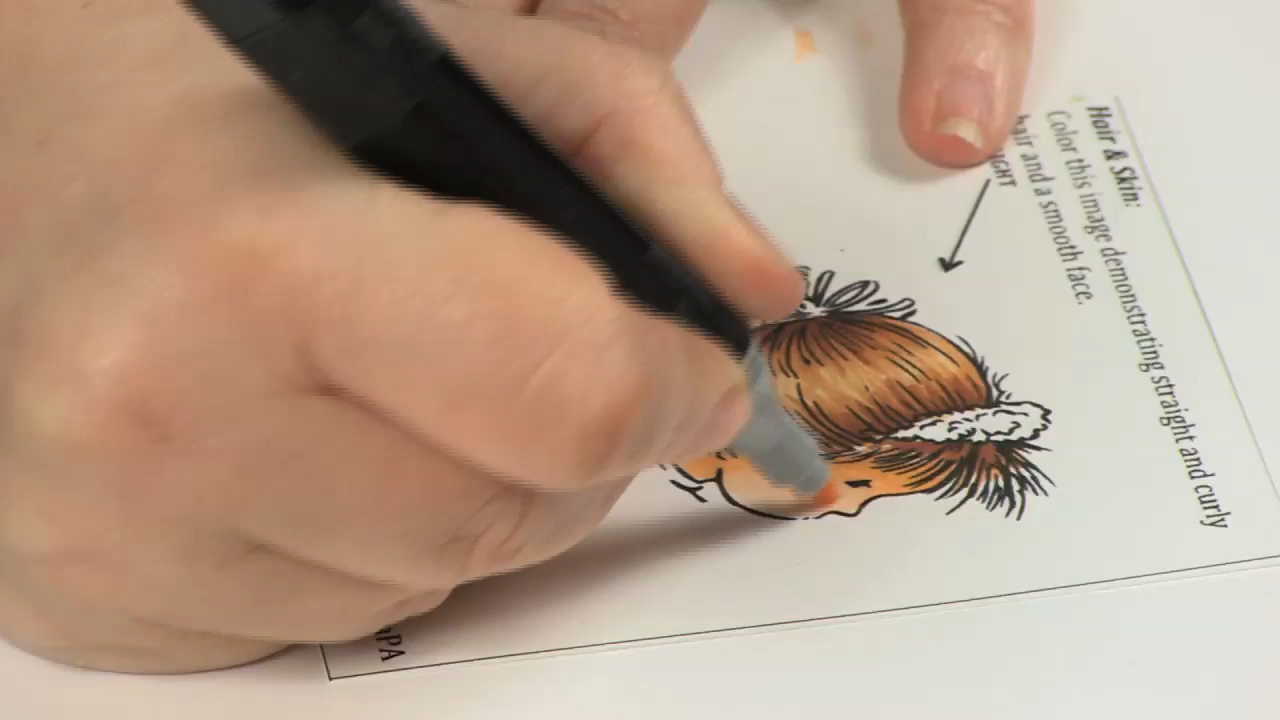 Hair & Skin:
Color this image demonstrating straight and curly
hair and a smooth face.